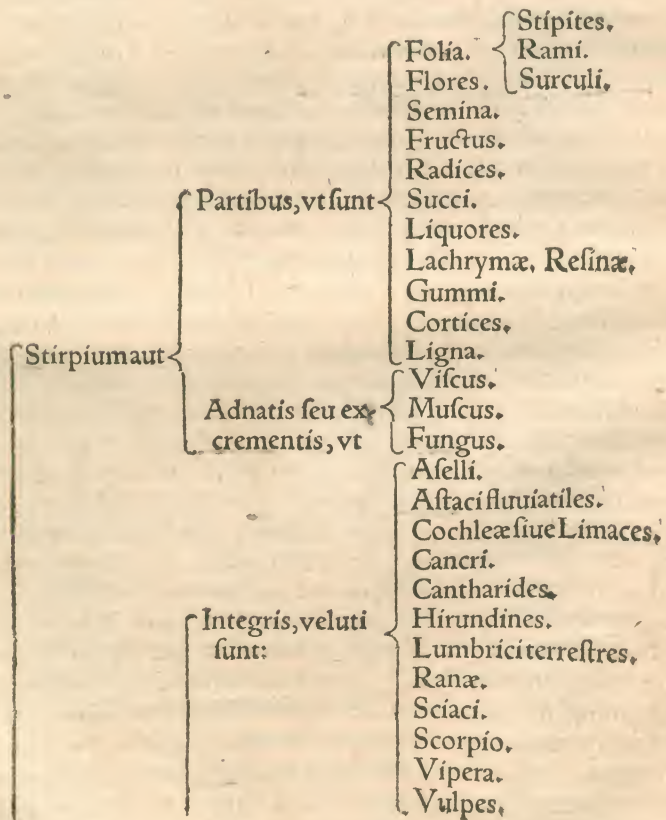 Stipites.
Folia. Rami.
Flores. Surculi.
Semina.
Fructus.
Radices.
Partibus, vt ſunt Succi.
Liquores.
Lachrymæ, Reſinæ.
Gummi.
Cortices.
Stirpium aut Ligna.
Viſcus.
Adnatis ſeu ex- Muſcus.
crementis, vt Fungus.
Aſelli.
Aſtaci fluuiatiles.
Cochleæ ſiue Limaces.
Cancri.
Cantharides.
Integris, veluti Hirundines.
ſunt: Lumbrici terreſtres.
Ranæ.
Sciaci.
Scorpio.
Vipera.
Vulpes.